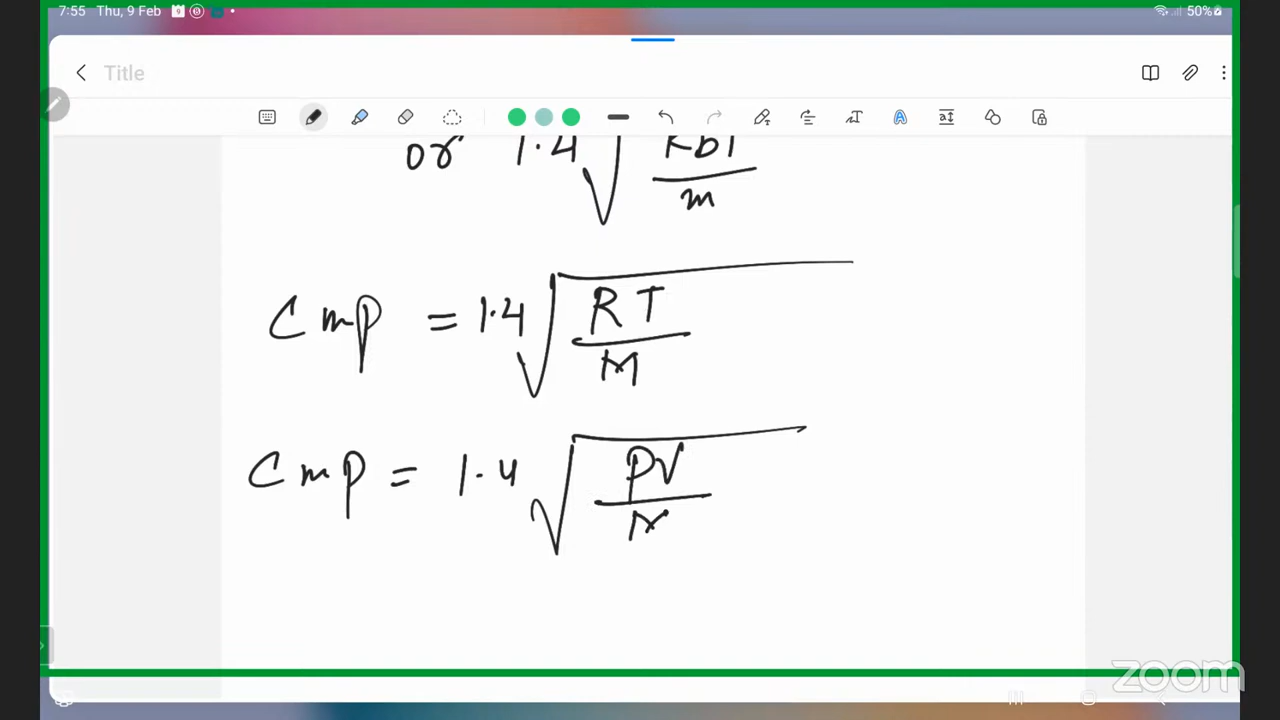 7:55 Thu, 9 Feb
50%
Title
or 1.4 √ KbT / m
Cmp = 1.4 √ RT / M
Cmp = 1.4 √ PV / M
zoom